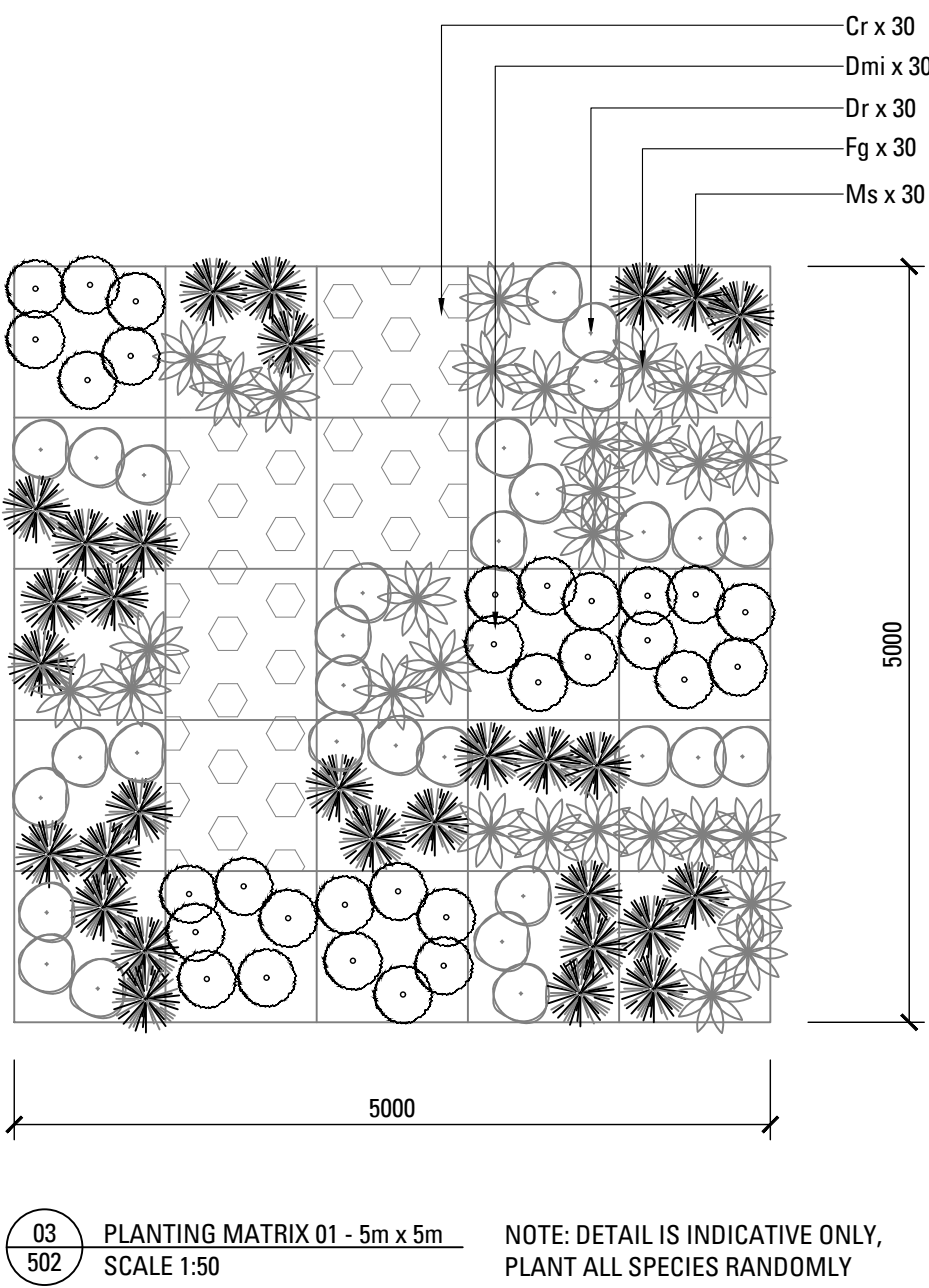 Cr x 30
Dmi x 30
Dr x 30
Fg x 30
Ms x 30
5000
5000
03
502
PLANTING MATRIX 01 - 5m x 5m
SCALE 1:50
NOTE: DETAIL IS INDICATIVE ONLY,
PLANT ALL SPECIES RANDOMLY